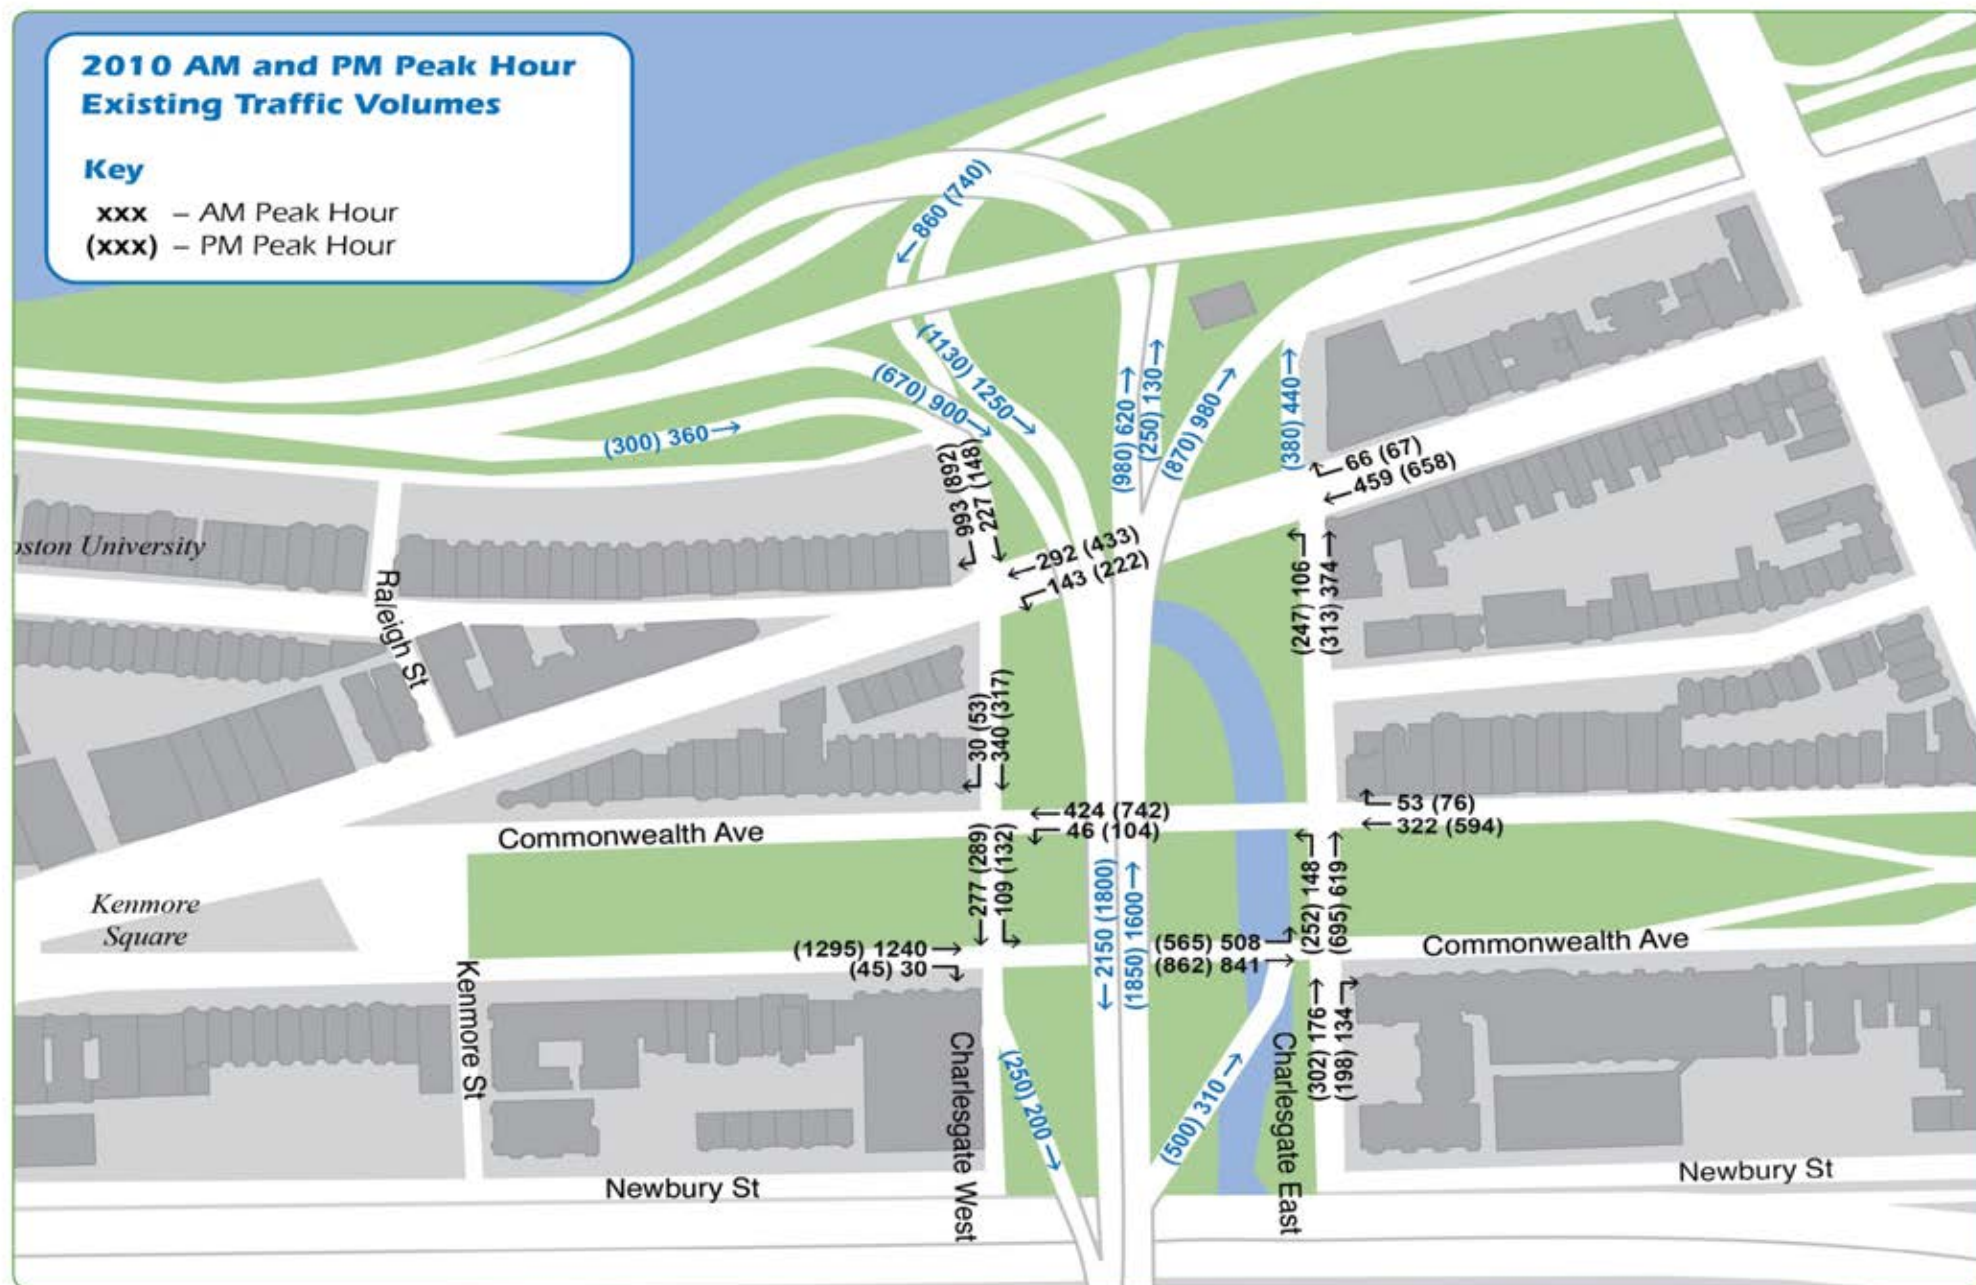 2010 AM and PM Peak Hour
Existing Traffic Volumes
Key
xxx – AM Peak Hour
(xxx) – PM Peak Hour
← 860 (740)
(1130) 1250 →
(670) 900 →
(300) 360 →
(980) 620 →
(250) 130 →
(870) 980 →
(380) 440 →
993 (892)
227 (148)
66 (67)
459 (658)
292 (433)
143 (222)
(247) 106
(313) 374
oston University
Raleigh St
30 (53)
340 (317)
424 (742)
46 (104)
53 (76)
322 (594)
Commonwealth Ave
277 (289)
109 (132)
← 2150 (1800)
(1850) 1600 →
(252) 148
(695) 619
Kenmore
Square
(1295) 1240
(45) 30
(565) 508
(862) 841
Commonwealth Ave
Kenmore St
Charlesgate West
(250) 200 →
(500) 310 →
Charlesgate East
(302) 176
(198) 134
Newbury St
Newbury St